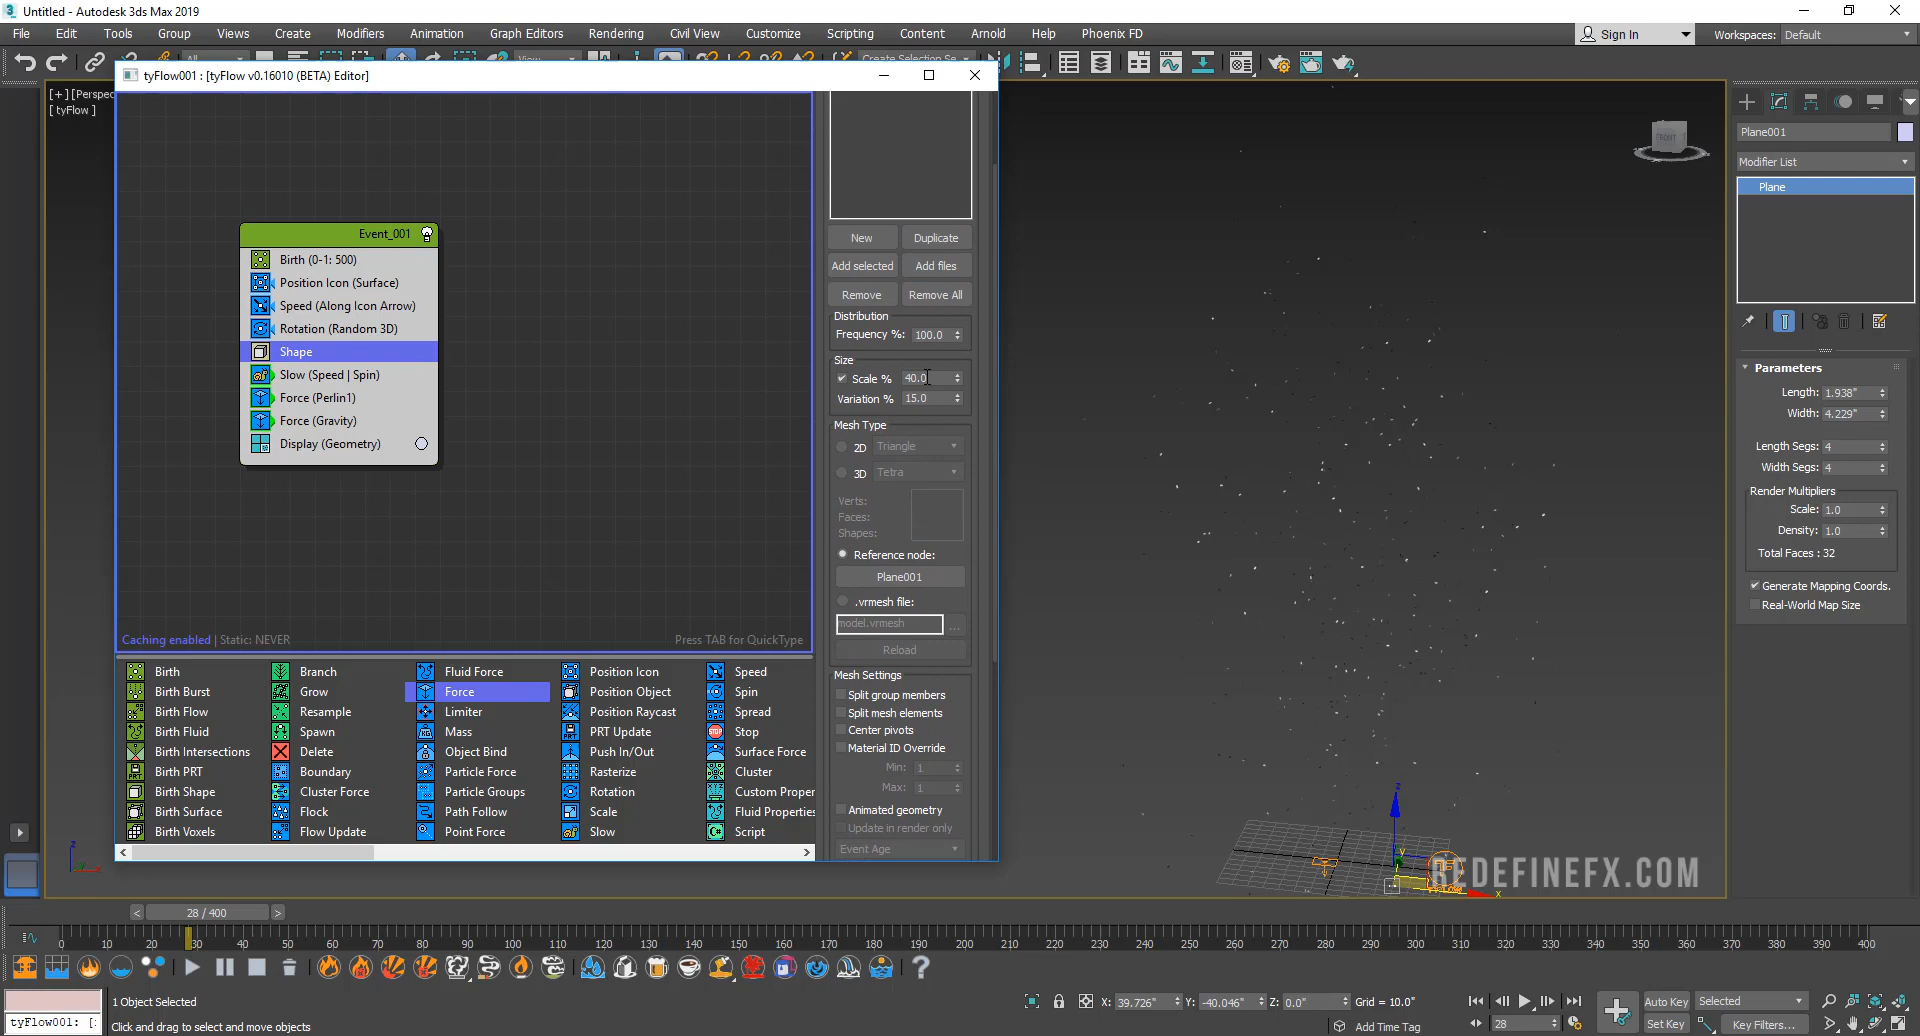 Untitled - Autodesk 3ds Max 2019
File Edit Tools Group Views Create Modifiers Animation Graph Editors Rendering Civil View Customize Scripting Content Arnold Help Phoenix FD Sign In Workspaces: Default
All View Create Selection Se
tyFlow001 : [tyFlow v0.16010 (BETA) Editor]
[ + ] [Perspec
[ tyFlow ]
Event_001
Birth (0-1: 500)
Position Icon (Surface)
Speed (Along Icon Arrow)
Rotation (Random 3D)
Shape
Slow (Speed | Spin)
Force (Perlin1)
Force (Gravity)
Display (Geometry)
Caching enabled | Static: NEVER
Press TAB for QuickType
Birth Branch Fluid Force Position Icon Speed
Birth Burst Grow Force Position Object Spin
Birth Flow Resample Limiter Position Raycast Spread
Birth Fluid Spawn Mass PRT Update Stop
Birth Intersections Delete Object Bind Push In/Out Surface Force
Birth PRT Boundary Particle Force Rasterize Cluster
Birth Shape Cluster Force Particle Groups Rotation Custom Proper
Birth Surface Flock Path Follow Scale Fluid Propertie
Birth Voxels Flow Update Point Force Slow Script
New Duplicate
Add selected Add files
Remove Remove All
Distribution
Frequency %: 100.0
Size
Scale % 40.0
Variation % 15.0
Mesh Type
2D Triangle
3D Tetra
Verts:
Faces:
Shapes:
Reference node:
Plane001
.vrmesh file:
model.vrmesh ...
Reload
Mesh Settings
Split group members
Split mesh elements
Center pivots
Material ID Override
Min: 1
Max: 1
Animated geometry
Update in render only
Event Age
FRONT
z
y
x
REDEFINEFX.COM
Plane001
Modifier List
Plane
Parameters
Length: 1.938"
Width: 4.229"
Length Segs: 4
Width Segs: 4
Render Multipliers
Scale: 1.0
Density: 1.0
Total Faces : 32
Generate Mapping Coords.
Real-World Map Size
z
< 28 / 400 >
0 10 20 30 40 50 60 70 80 90 100 110 120 130 140 150 160 170 180 190 200 210 220 230 240 250 260 270 280 290 300 310 320 330 340 350 360 370 380 390 400
1 Object Selected
tyFlow001: [:
Click and drag to select and move objects
X: 39.726" Y: -40.046" Z: 0.0" Grid = 10.0"
Add Time Tag
28
Auto Key Selected
Set Key Key Filters...